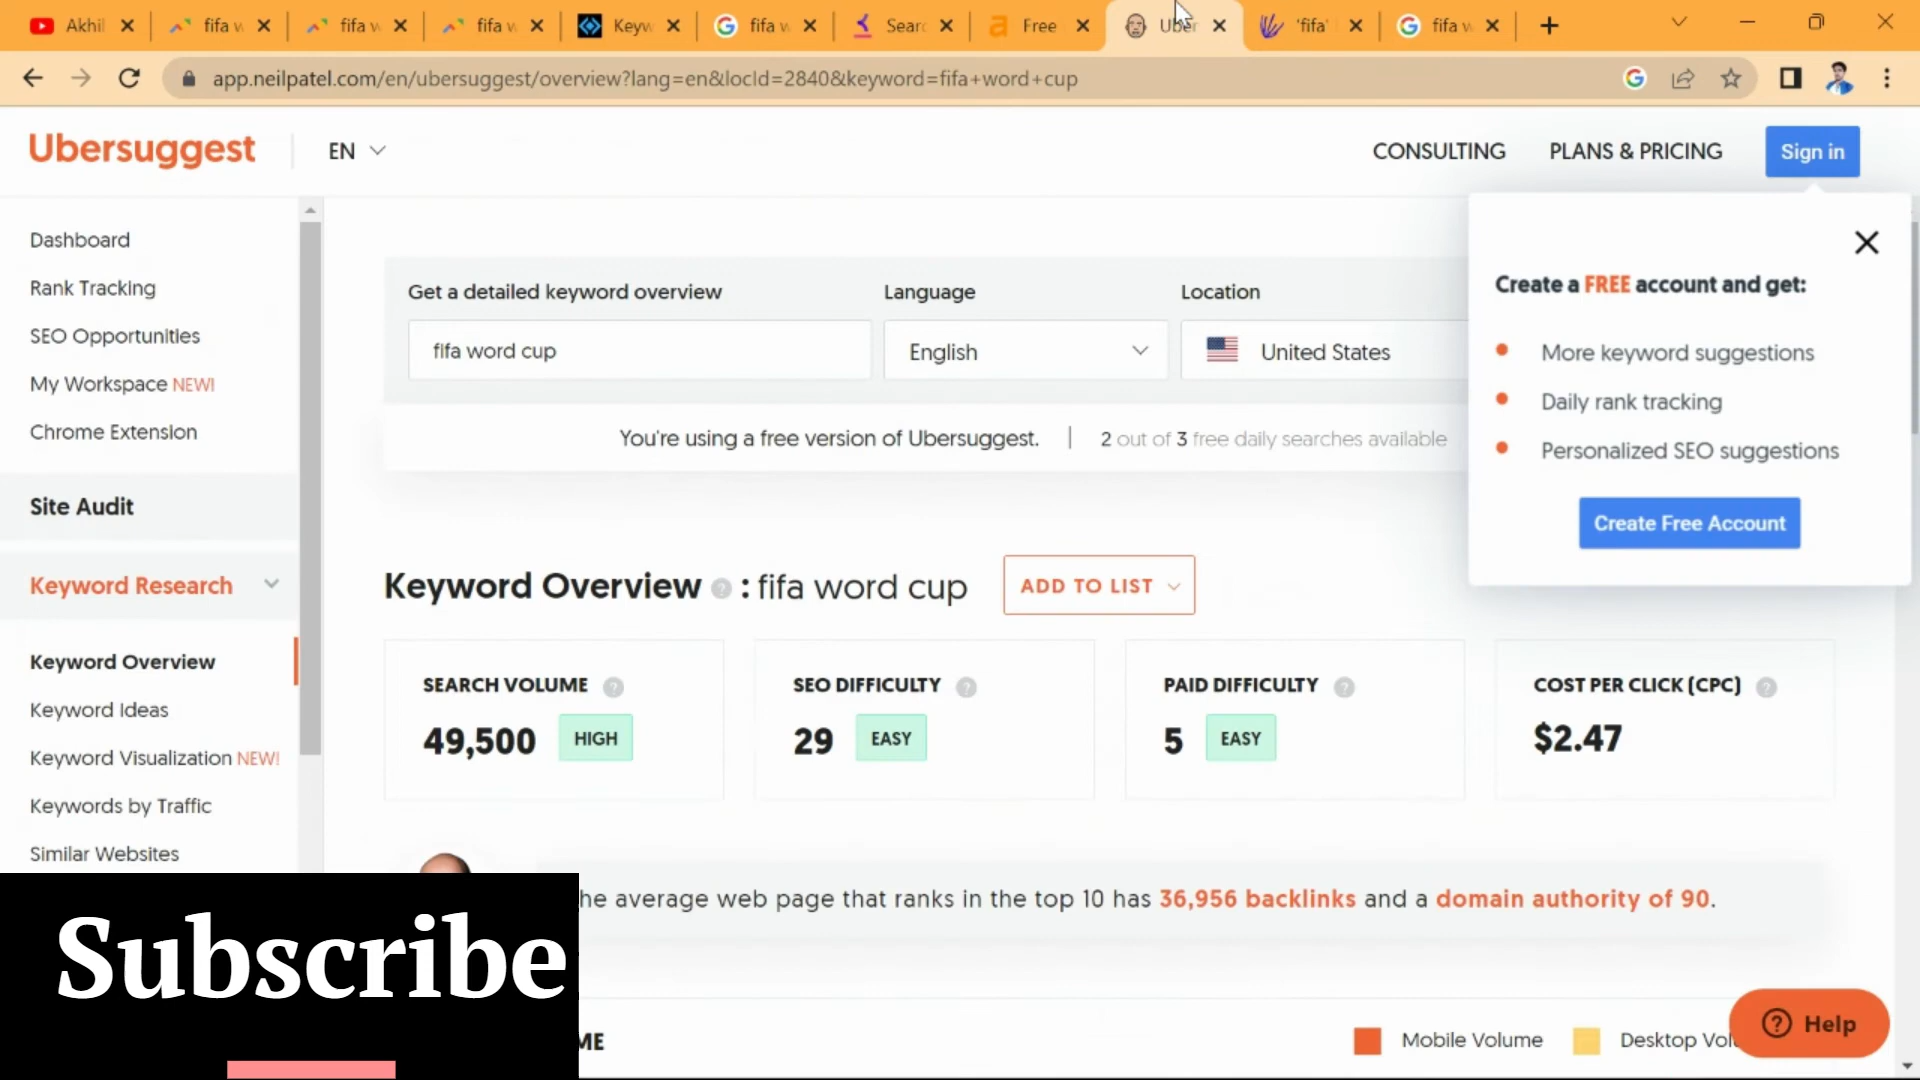 Akhil
fifa w
fifa w
fifa w
Keyw
fifa w
Sear
Free
Uber
'fifa'
fifa w
app.neilpatel.com/en/ubersuggest/overview?lang=en&locId=2840&keyword=fifa+word+cup
Ubersuggest
EN
CONSULTING
PLANS & PRICING
Sign in
Dashboard
Rank Tracking
SEO Opportunities
My Workspace NEW!
Chrome Extension
Site Audit
Keyword Research
Keyword Overview
Keyword Ideas
Keyword Visualization NEW!
Keywords by Traffic
Similar Websites
Get a detailed keyword overview
Language
Location
fifa word cup
English
United States
You're using a free version of Ubersuggest.
2 out of 3 free daily searches available
Create a FREE account and get:
More keyword suggestions
Daily rank tracking
Personalized SEO suggestions
Create Free Account
Keyword Overview ? : fifa word cup
ADD TO LIST
SEARCH VOLUME ?
49,500 HIGH
SEO DIFFICULTY ?
29 EASY
PAID DIFFICULTY ?
5 EASY
COST PER CLICK (CPC) ?
$2.47
he average web page that ranks in the top 10 has 36,956 backlinks and a domain authority of 90.
ME
Mobile Volume
Desktop Vol
? Help
Subscribe